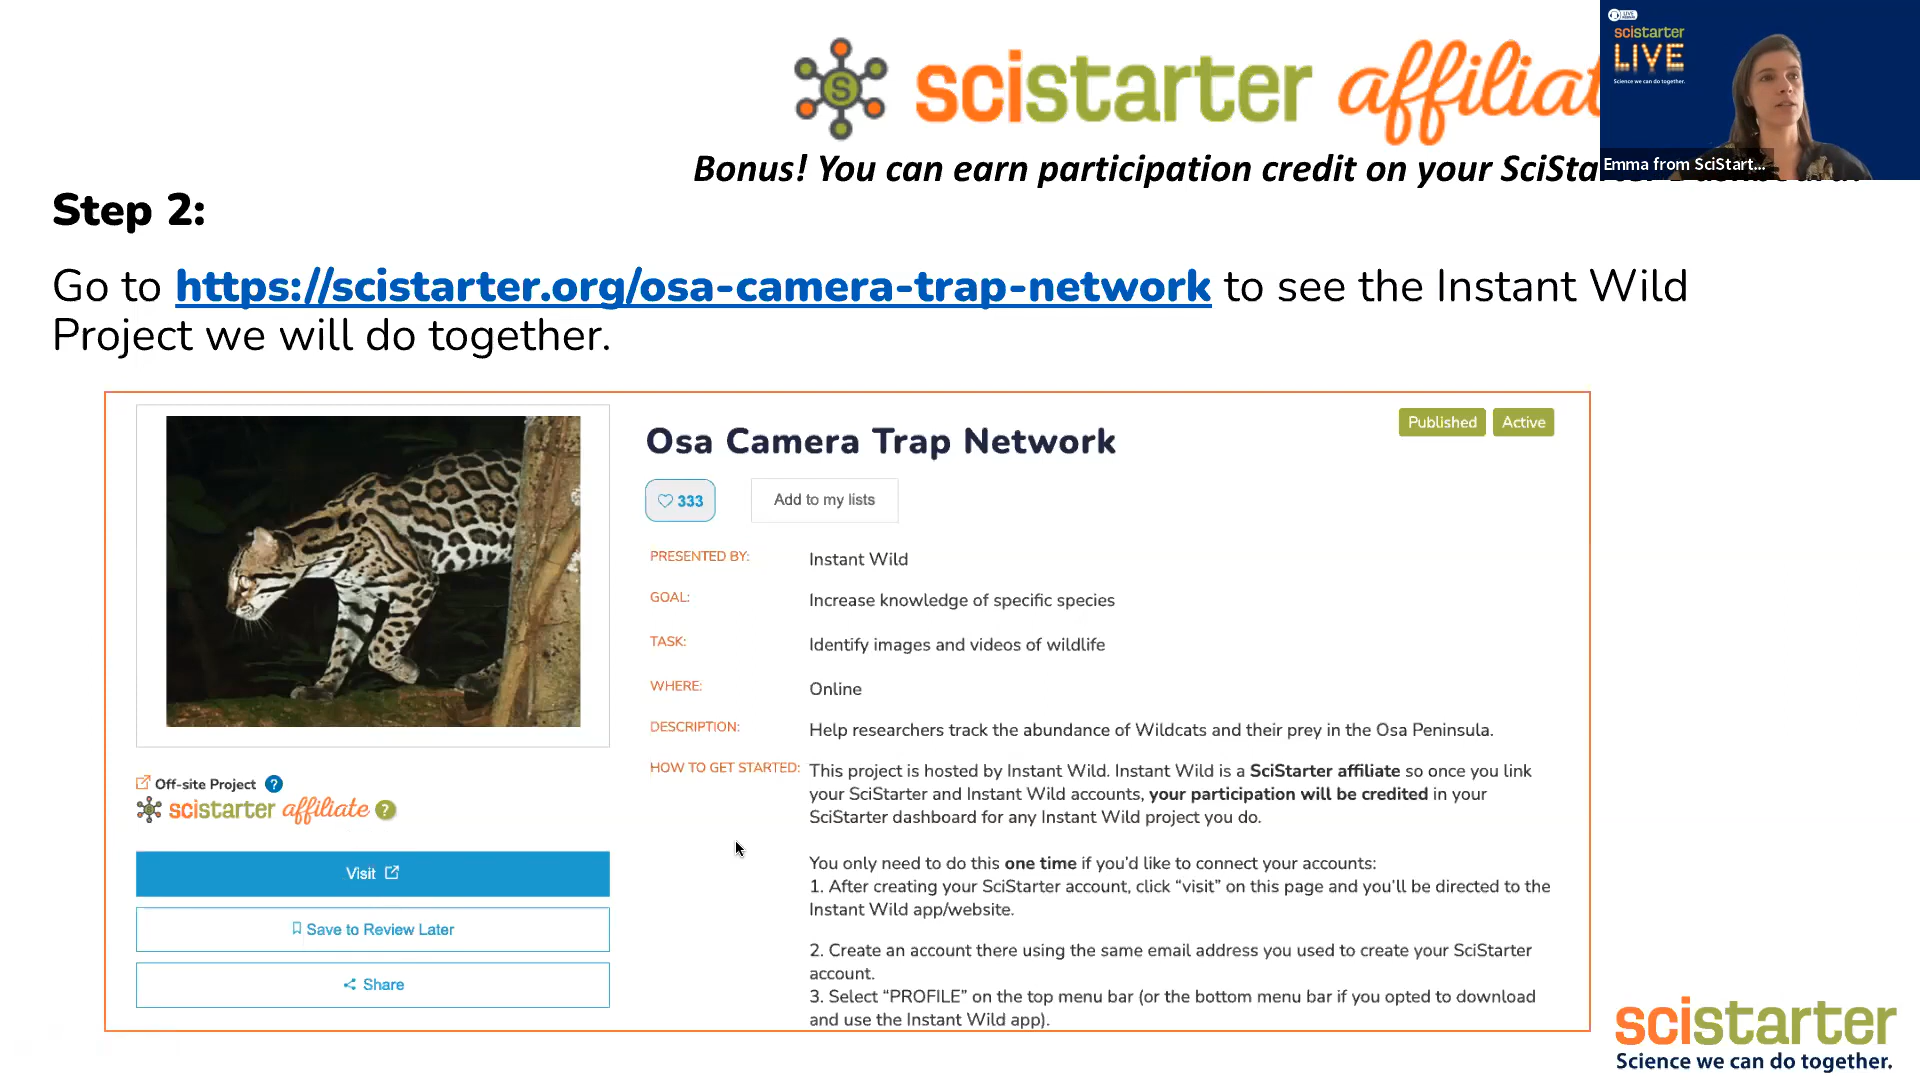 scistarter affiliat
LIVE
scistarter
LIVE
Science we can do together.
Emma from SciStart...
Bonus! You can earn participation credit on your SciSta
Step 2:
Go to https://scistarter.org/osa-camera-trap-network to see the Instant Wild
Project we will do together.
Osa Camera Trap Network
Published Active
333
Add to my lists
PRESENTED BY: Instant Wild
GOAL: Increase knowledge of specific species
TASK: Identify images and videos of wildlife
WHERE: Online
DESCRIPTION: Help researchers track the abundance of Wildcats and their prey in the Osa Peninsula.
HOW TO GET STARTED: This project is hosted by Instant Wild. Instant Wild is a SciStarter affiliate so once you link
your SciStarter and Instant Wild accounts, your participation will be credited in your
SciStarter dashboard for any Instant Wild project you do.
You only need to do this one time if you’d like to connect your accounts:
1. After creating your SciStarter account, click “visit” on this page and you’ll be directed to the
Instant Wild app/website.
2. Create an account there using the same email address you used to create your SciStarter
account.
3. Select “PROFILE” on the top menu bar (or the bottom menu bar if you opted to download
and use the Instant Wild app).
Off-site Project ?
scistarter affiliate ?
Visit
Save to Review Later
Share
scistarter
Science we can do together.